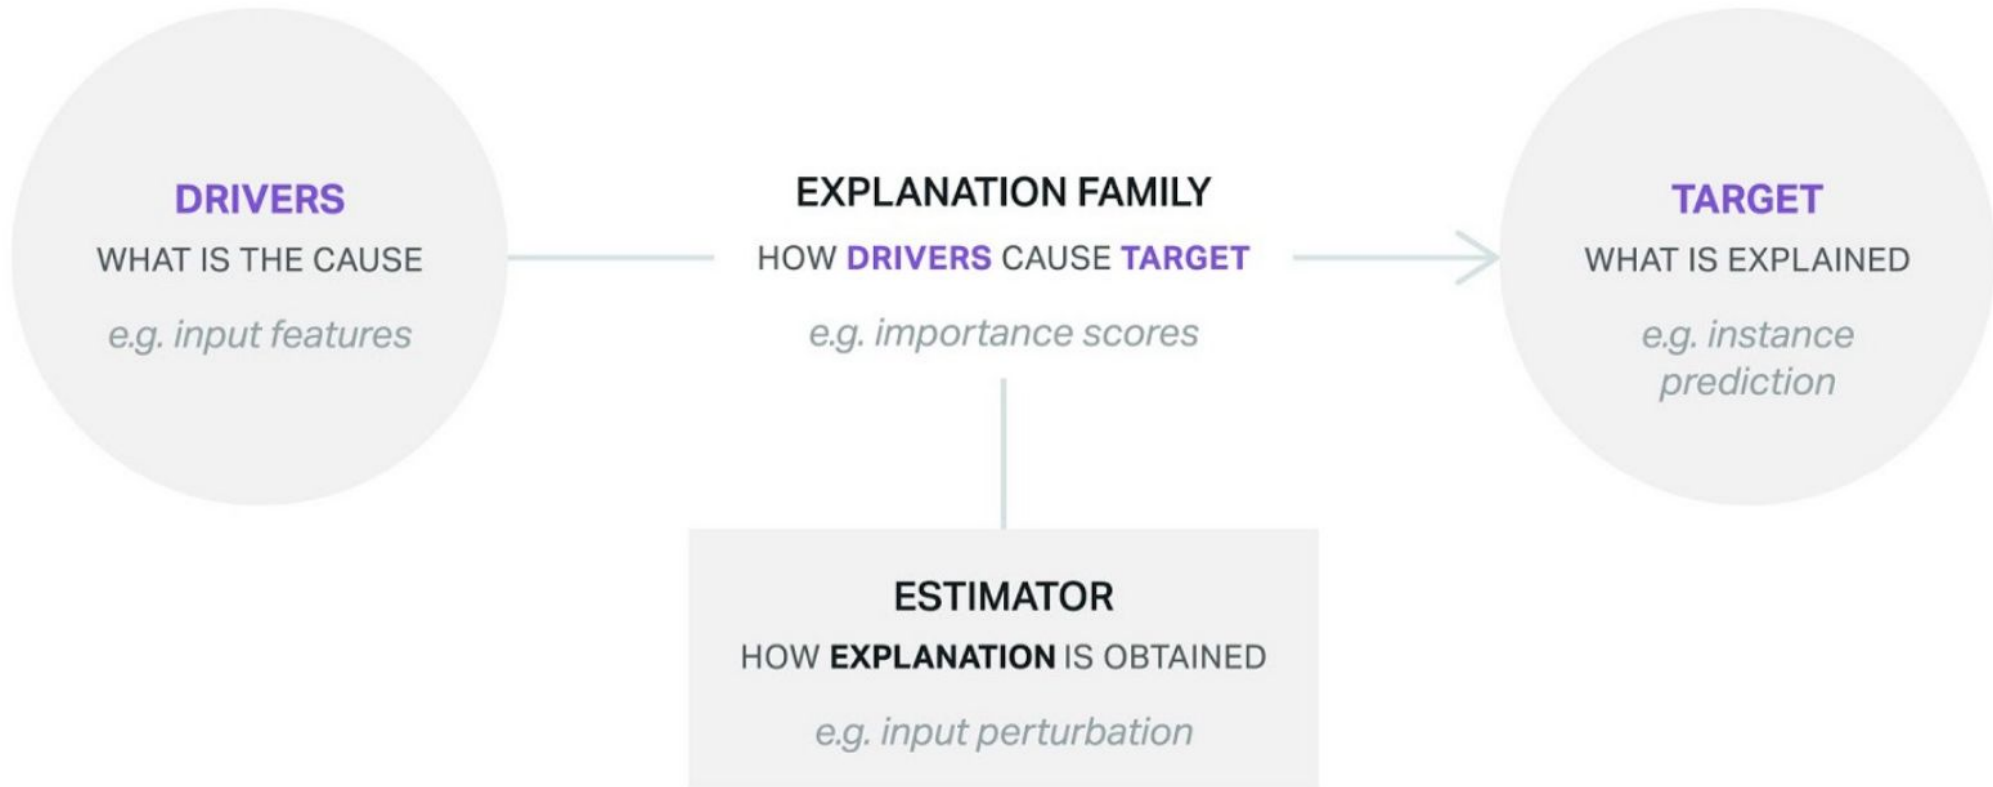 DRIVERS
WHAT IS THE CAUSE
e.g. input features
EXPLANATION FAMILY
HOW DRIVERS CAUSE TARGET
e.g. importance scores
TARGET
WHAT IS EXPLAINED
e.g. instance
prediction
ESTIMATOR
HOW EXPLANATION IS OBTAINED
e.g. input perturbation